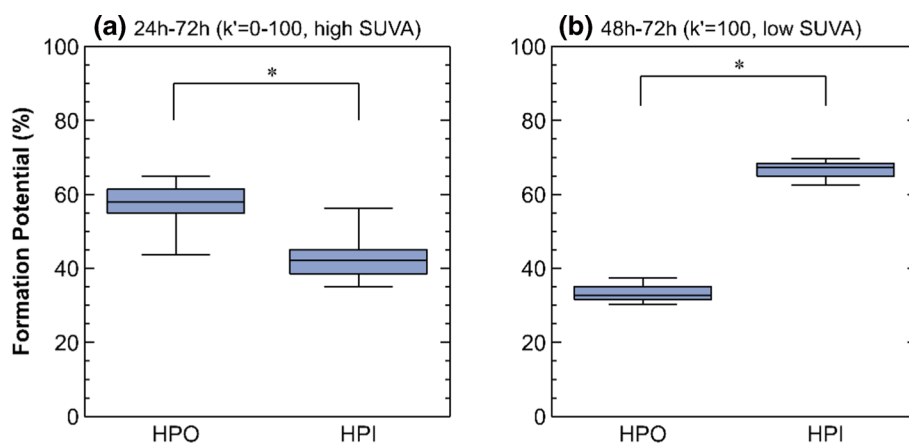 (a) 24h-72h (k'=0-100, high SUVA)
Formation Potential (%)
100
80
60
40
20
0
*
HPO HPI
(b) 48h-72h (k'=100, low SUVA)
100
80
60
40
20
0
*
HPO HPI